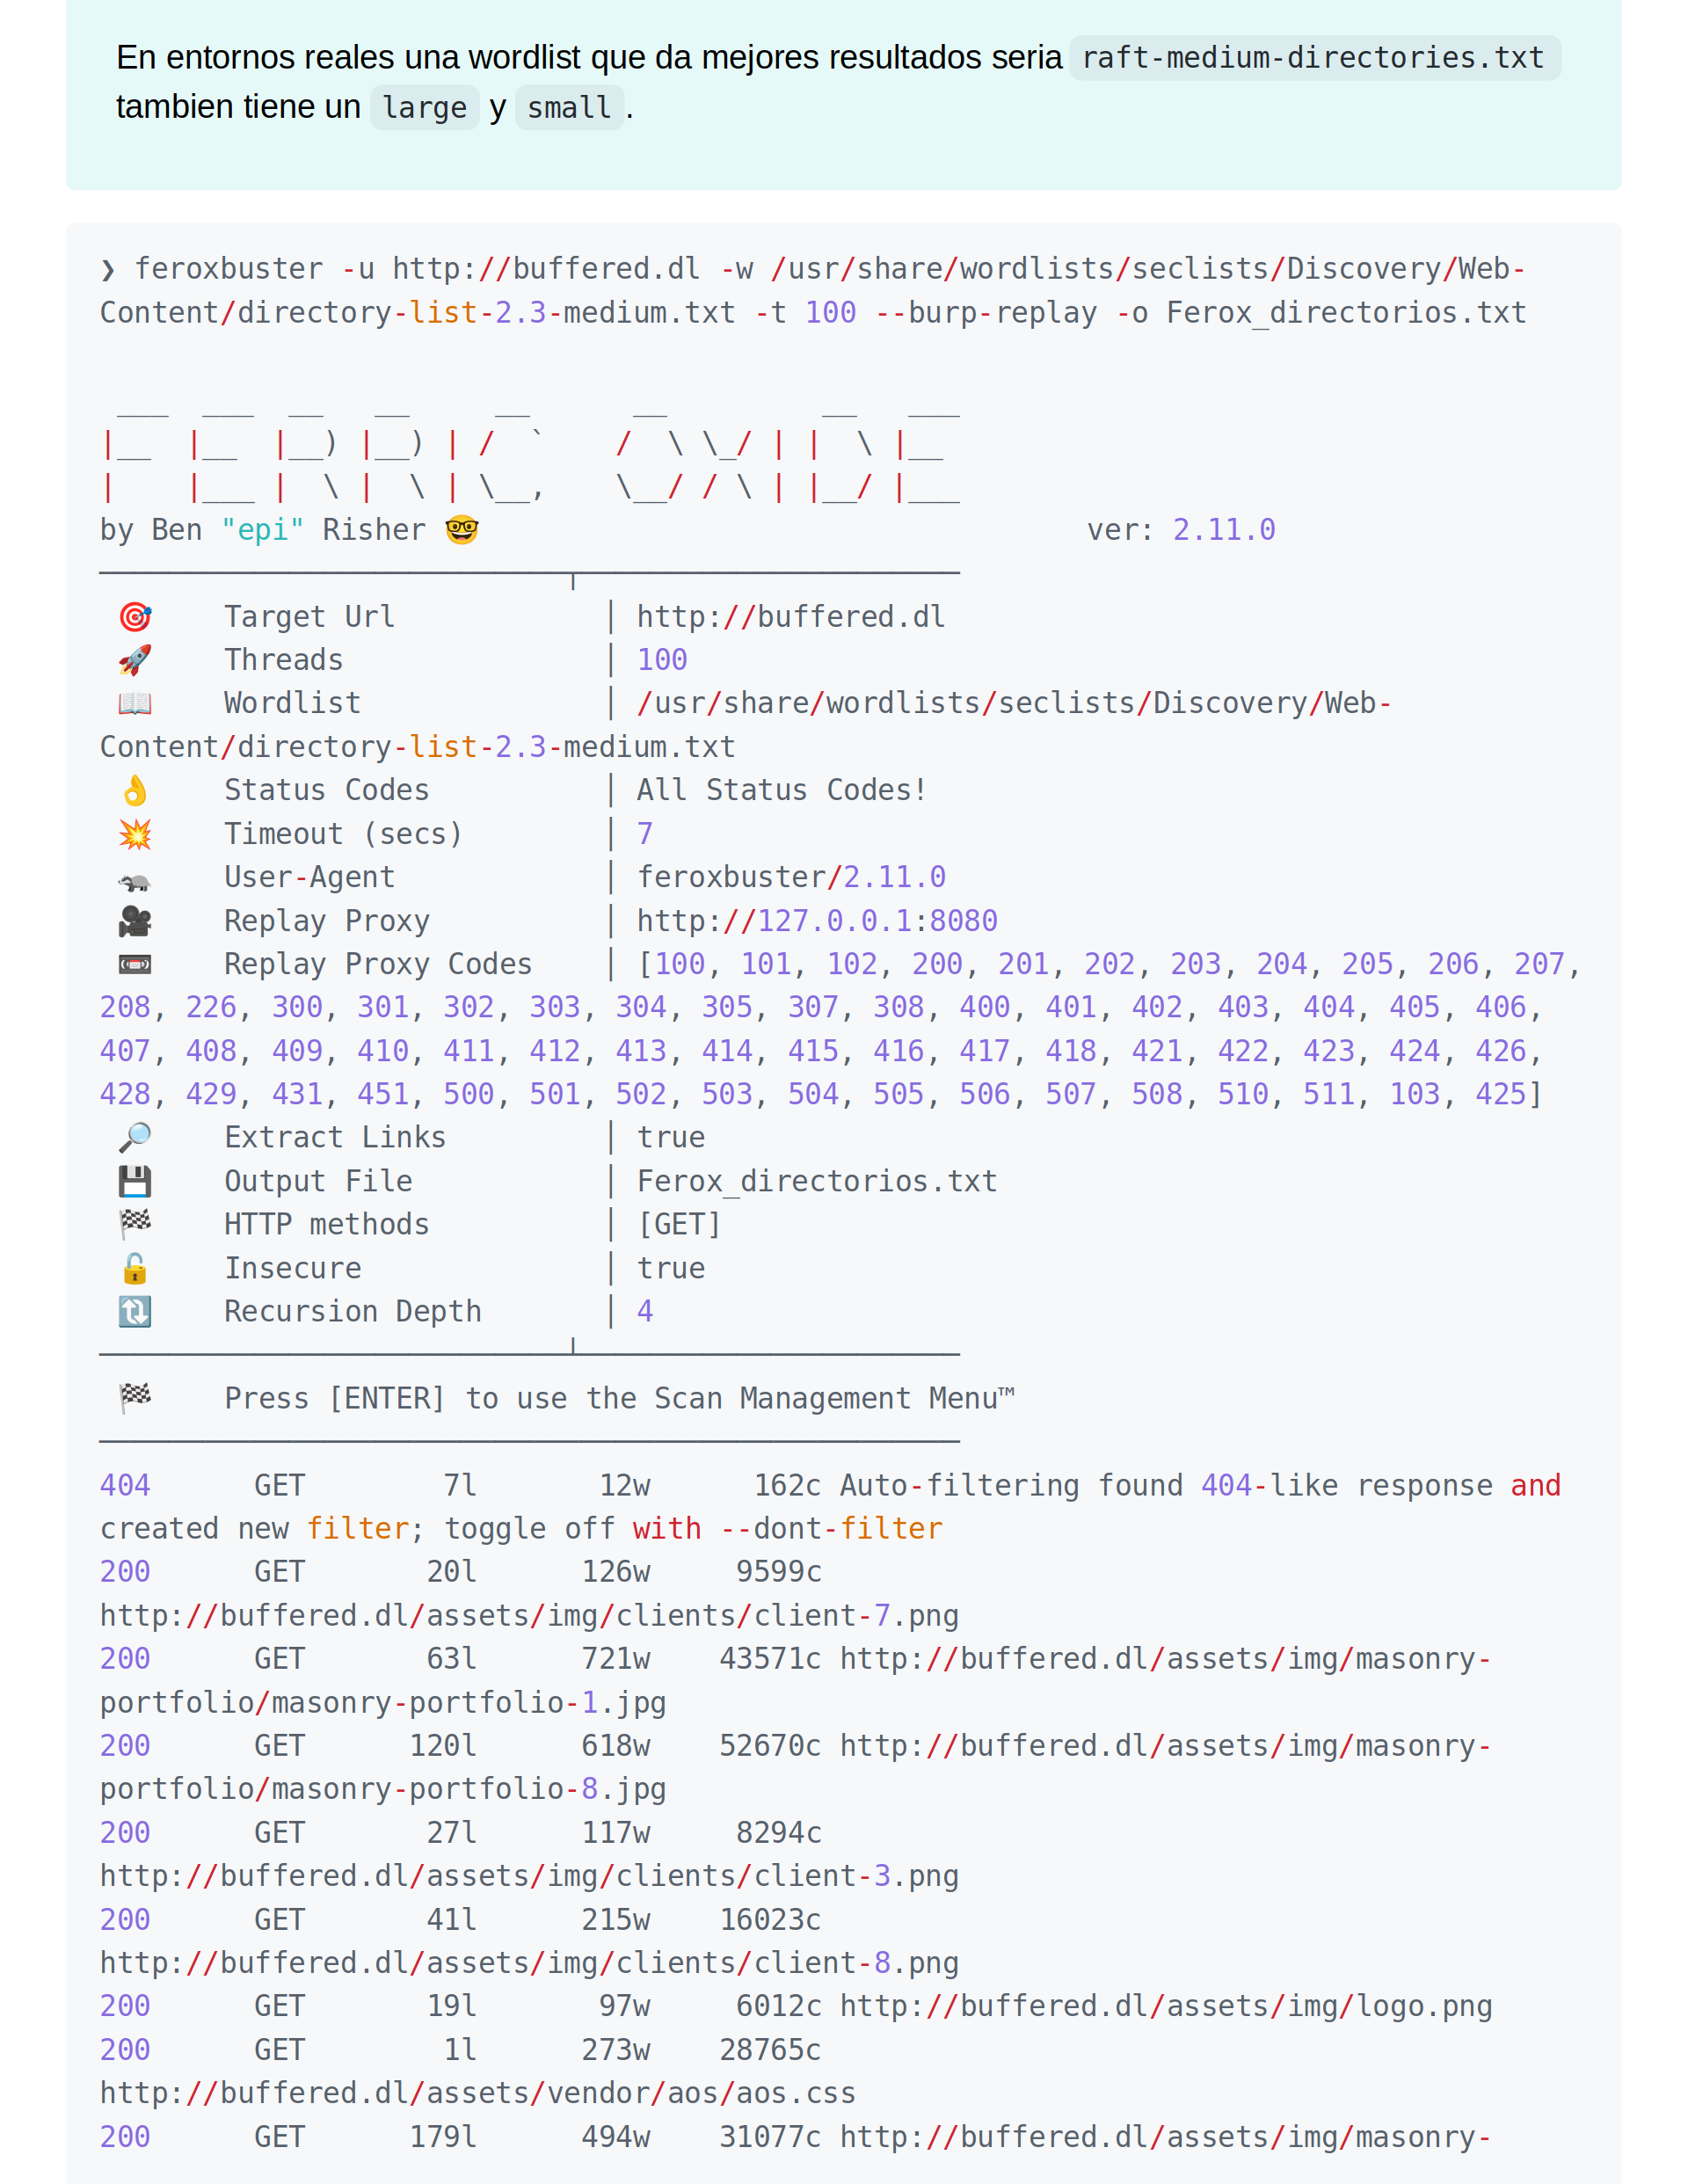 En entornos reales una wordlist que da mejores resultados seria raft-medium-directories.txt
tambien tiene un large y small.
❯ feroxbuster -u http://buffered.dl -w /usr/share/wordlists/seclists/Discovery/Web-
Content/directory-list-2.3-medium.txt -t 100 --burp-replay -o Ferox_directorios.txt
 ___  ___  __   __     __      __         __   ___
|__  |__  |__) |__) | /  `    /  \ \_/ | |  \ |__
|    |___ |  \ |  \ | \__,    \__/ / \ | |__/ |___
by Ben "epi" Risher 🤓                                   ver: 2.11.0
───────────────────────────┬──────────────────────
 🎯    Target Url            │ http://buffered.dl
 🚀    Threads               │ 100
 📖    Wordlist              │ /usr/share/wordlists/seclists/Discovery/Web-
Content/directory-list-2.3-medium.txt
 👌    Status Codes          │ All Status Codes!
 💥    Timeout (secs)        │ 7
 🦡    User-Agent            │ feroxbuster/2.11.0
 🎥    Replay Proxy          │ http://127.0.0.1:8080
 📼    Replay Proxy Codes    │ [100, 101, 102, 200, 201, 202, 203, 204, 205, 206, 207,
208, 226, 300, 301, 302, 303, 304, 305, 307, 308, 400, 401, 402, 403, 404, 405, 406,
407, 408, 409, 410, 411, 412, 413, 414, 415, 416, 417, 418, 421, 422, 423, 424, 426,
428, 429, 431, 451, 500, 501, 502, 503, 504, 505, 506, 507, 508, 510, 511, 103, 425]
 🔎    Extract Links         │ true
 💾    Output File           │ Ferox_directorios.txt
 🏁    HTTP methods          │ [GET]
 🔓    Insecure              │ true
 🔃    Recursion Depth       │ 4
───────────────────────────┴──────────────────────
 🏁    Press [ENTER] to use the Scan Management Menu™
──────────────────────────────────────────────────
404      GET        7l       12w      162c Auto-filtering found 404-like response and
created new filter; toggle off with --dont-filter
200      GET       20l      126w     9599c
http://buffered.dl/assets/img/clients/client-7.png
200      GET       63l      721w    43571c http://buffered.dl/assets/img/masonry-
portfolio/masonry-portfolio-1.jpg
200      GET      120l      618w    52670c http://buffered.dl/assets/img/masonry-
portfolio/masonry-portfolio-8.jpg
200      GET       27l      117w     8294c
http://buffered.dl/assets/img/clients/client-3.png
200      GET       41l      215w    16023c
http://buffered.dl/assets/img/clients/client-8.png
200      GET       19l       97w     6012c http://buffered.dl/assets/img/logo.png
200      GET        1l      273w    28765c
http://buffered.dl/assets/vendor/aos/aos.css
200      GET      179l      494w    31077c http://buffered.dl/assets/img/masonry-